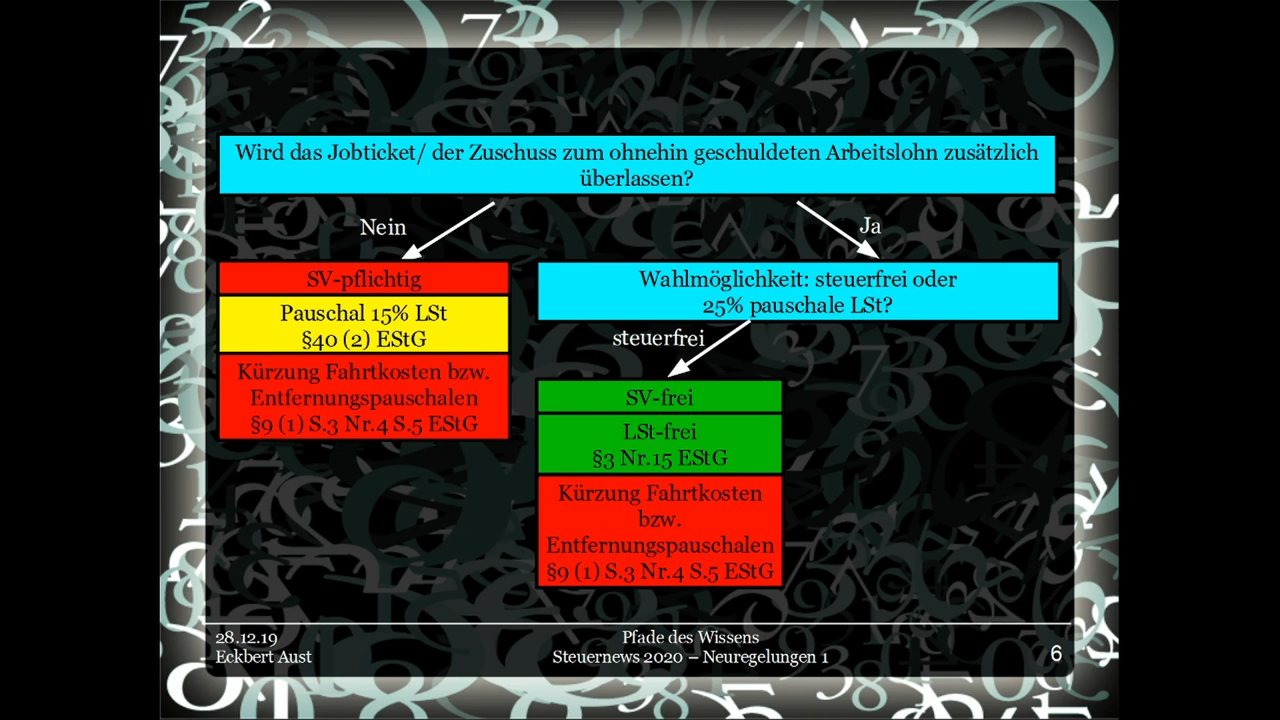 Wird das Jobticket/ der Zuschuss zum ohnehin geschuldeten Arbeitslohn zusätzlich
überlassen?
Nein
Ja
SV-pflichtig
Pauschal 15% LSt
§40 (2) EStG
Kürzung Fahrtkosten bzw.
Entfernungspauschalen
§9 (1) S.3 Nr.4 S.5 EStG
Wahlmöglichkeit: steuerfrei oder
25% pauschale LSt?
steuerfrei
SV-frei
LSt-frei
§3 Nr.15 EStG
Kürzung Fahrtkosten
bzw.
Entfernungspauschalen
§9 (1) S.3 Nr.4 S.5 EStG
28.12.19
Eckbert Aust
Pfade des Wissens
Steuernews 2020 – Neuregelungen 1
6